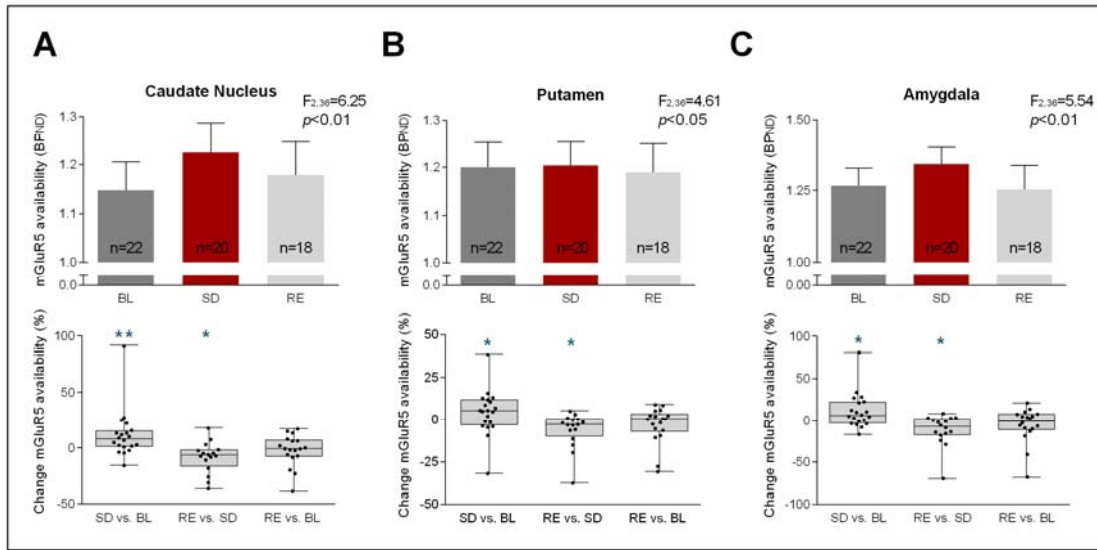 A
Caudate Nucleus
F2,36=6.25
p<0.01
mGluR5 availability (BPND)
1.3
1.2
1.1
1.0
0.0
n=22
n=20
n=18
BL
SD
RE
Change mGluR5 availability (%)
100
50
0
-50
**
*
SD vs. BL
RE vs. SD
RE vs. BL
B
Putamen
F2,36=4.61
p<0.05
mGluR5 availability (BPND)
1.3
1.2
1.1
1.0
0.0
n=22
n=20
n=18
BL
SD
RE
Change mGluR5 availability (%)
50
25
0
-25
-50
*
*
SD vs. BL
RE vs. SD
RE vs. BL
C
Amygdala
F2,36=5.54
p<0.01
mGluR5 availability (BPND)
1.50
1.25
1.00
0.00
n=22
n=20
n=18
BL
SD
RE
Change mGluR5 availability (%)
100
50
0
-50
-100
*
*
SD vs. BL
RE vs. SD
RE vs. BL